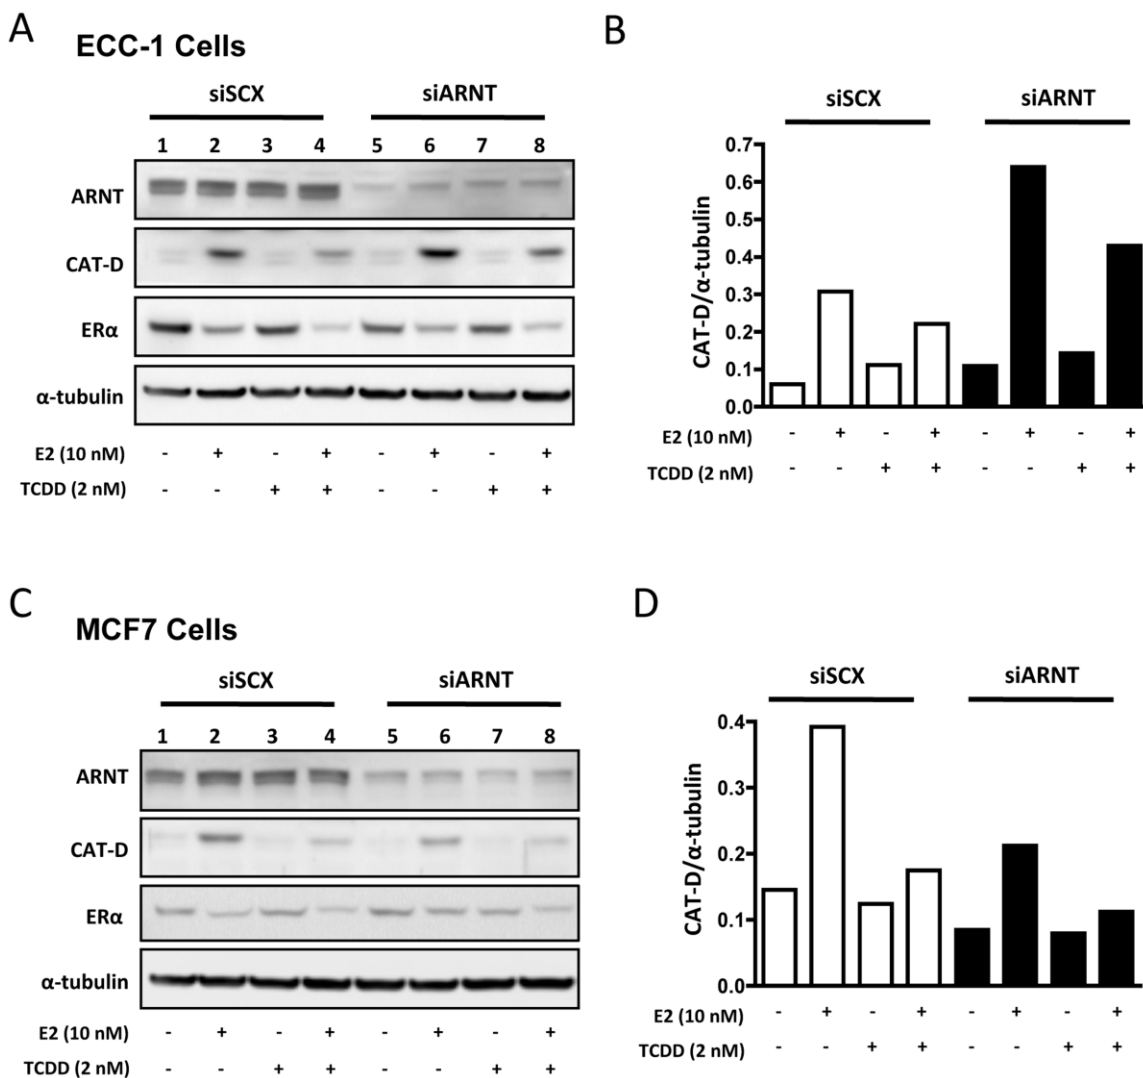 A
ECC-1 Cells
siSCX siARNT
1 2 3 4 5 6 7 8
ARNT
CAT-D
ERα
α-tubulin
E2 (10 nM) - + - + - + - +
TCDD (2 nM) - - + + - - + +
B
siSCX siARNT
CAT-D/α-tubulin
0.7
0.6
0.5
0.4
0.3
0.2
0.1
0.0
E2 (10 nM) - + - + - + - +
TCDD (2 nM) - - + + - - + +
C
MCF7 Cells
siSCX siARNT
1 2 3 4 5 6 7 8
ARNT
CAT-D
ERα
α-tubulin
E2 (10 nM) - + - + - + - +
TCDD (2 nM) - - + + - - + +
D
siSCX siARNT
CAT-D/α-tubulin
0.4
0.3
0.2
0.1
0.0
E2 (10 nM) - + - + - + - +
TCDD (2 nM) - - + + - - + +